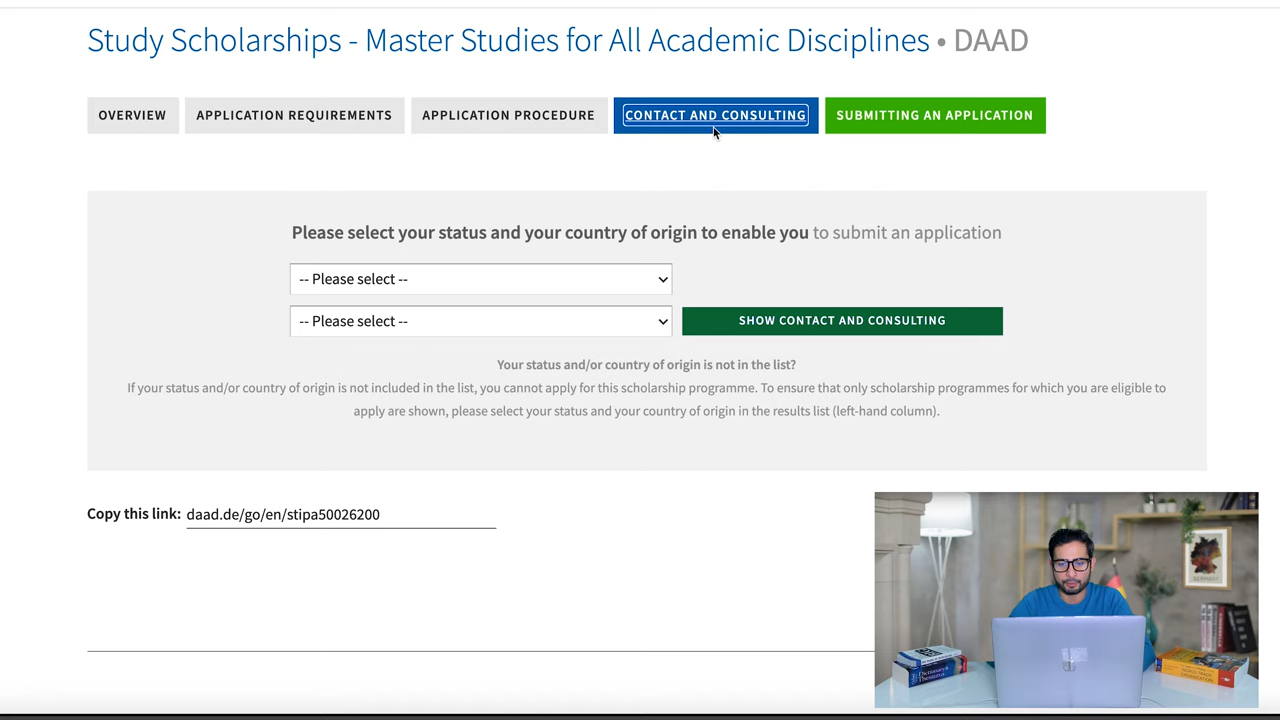 Study Scholarships - Master Studies for All Academic Disciplines • DAAD
OVERVIEW
APPLICATION REQUIREMENTS
APPLICATION PROCEDURE
CONTACT AND CONSULTING
SUBMITTING AN APPLICATION
Please select your status and your country of origin to enable you to submit an application
-- Please select --
-- Please select --
SHOW CONTACT AND CONSULTING
Your status and/or country of origin is not in the list?
If your status and/or country of origin is not included in the list, you cannot apply for this scholarship programme. To ensure that only scholarship programmes for which you are eligible to
apply are shown, please select your status and your country of origin in the results list (left-hand column).
Copy this link: daad.de/go/en/stipa50026200
GERMANY
Dictionary &
Thesaurus